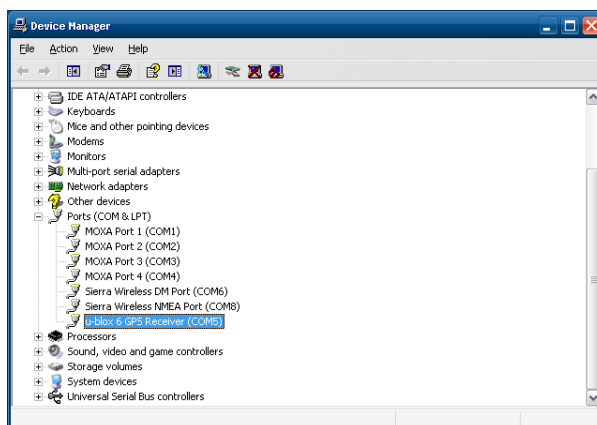 Device Manager
File Action View Help
IDE ATA/ATAPI controllers
Keyboards
Mice and other pointing devices
Modems
Monitors
Multi-port serial adapters
Network adapters
Other devices
Ports (COM & LPT)
MOXA Port 1 (COM1)
MOXA Port 2 (COM2)
MOXA Port 3 (COM3)
MOXA Port 4 (COM4)
Sierra Wireless DM Port (COM6)
Sierra Wireless NMEA Port (COM8)
u-blox 6 GPS Receiver (COM5)
Processors
Sound, video and game controllers
Storage volumes
System devices
Universal Serial Bus controllers